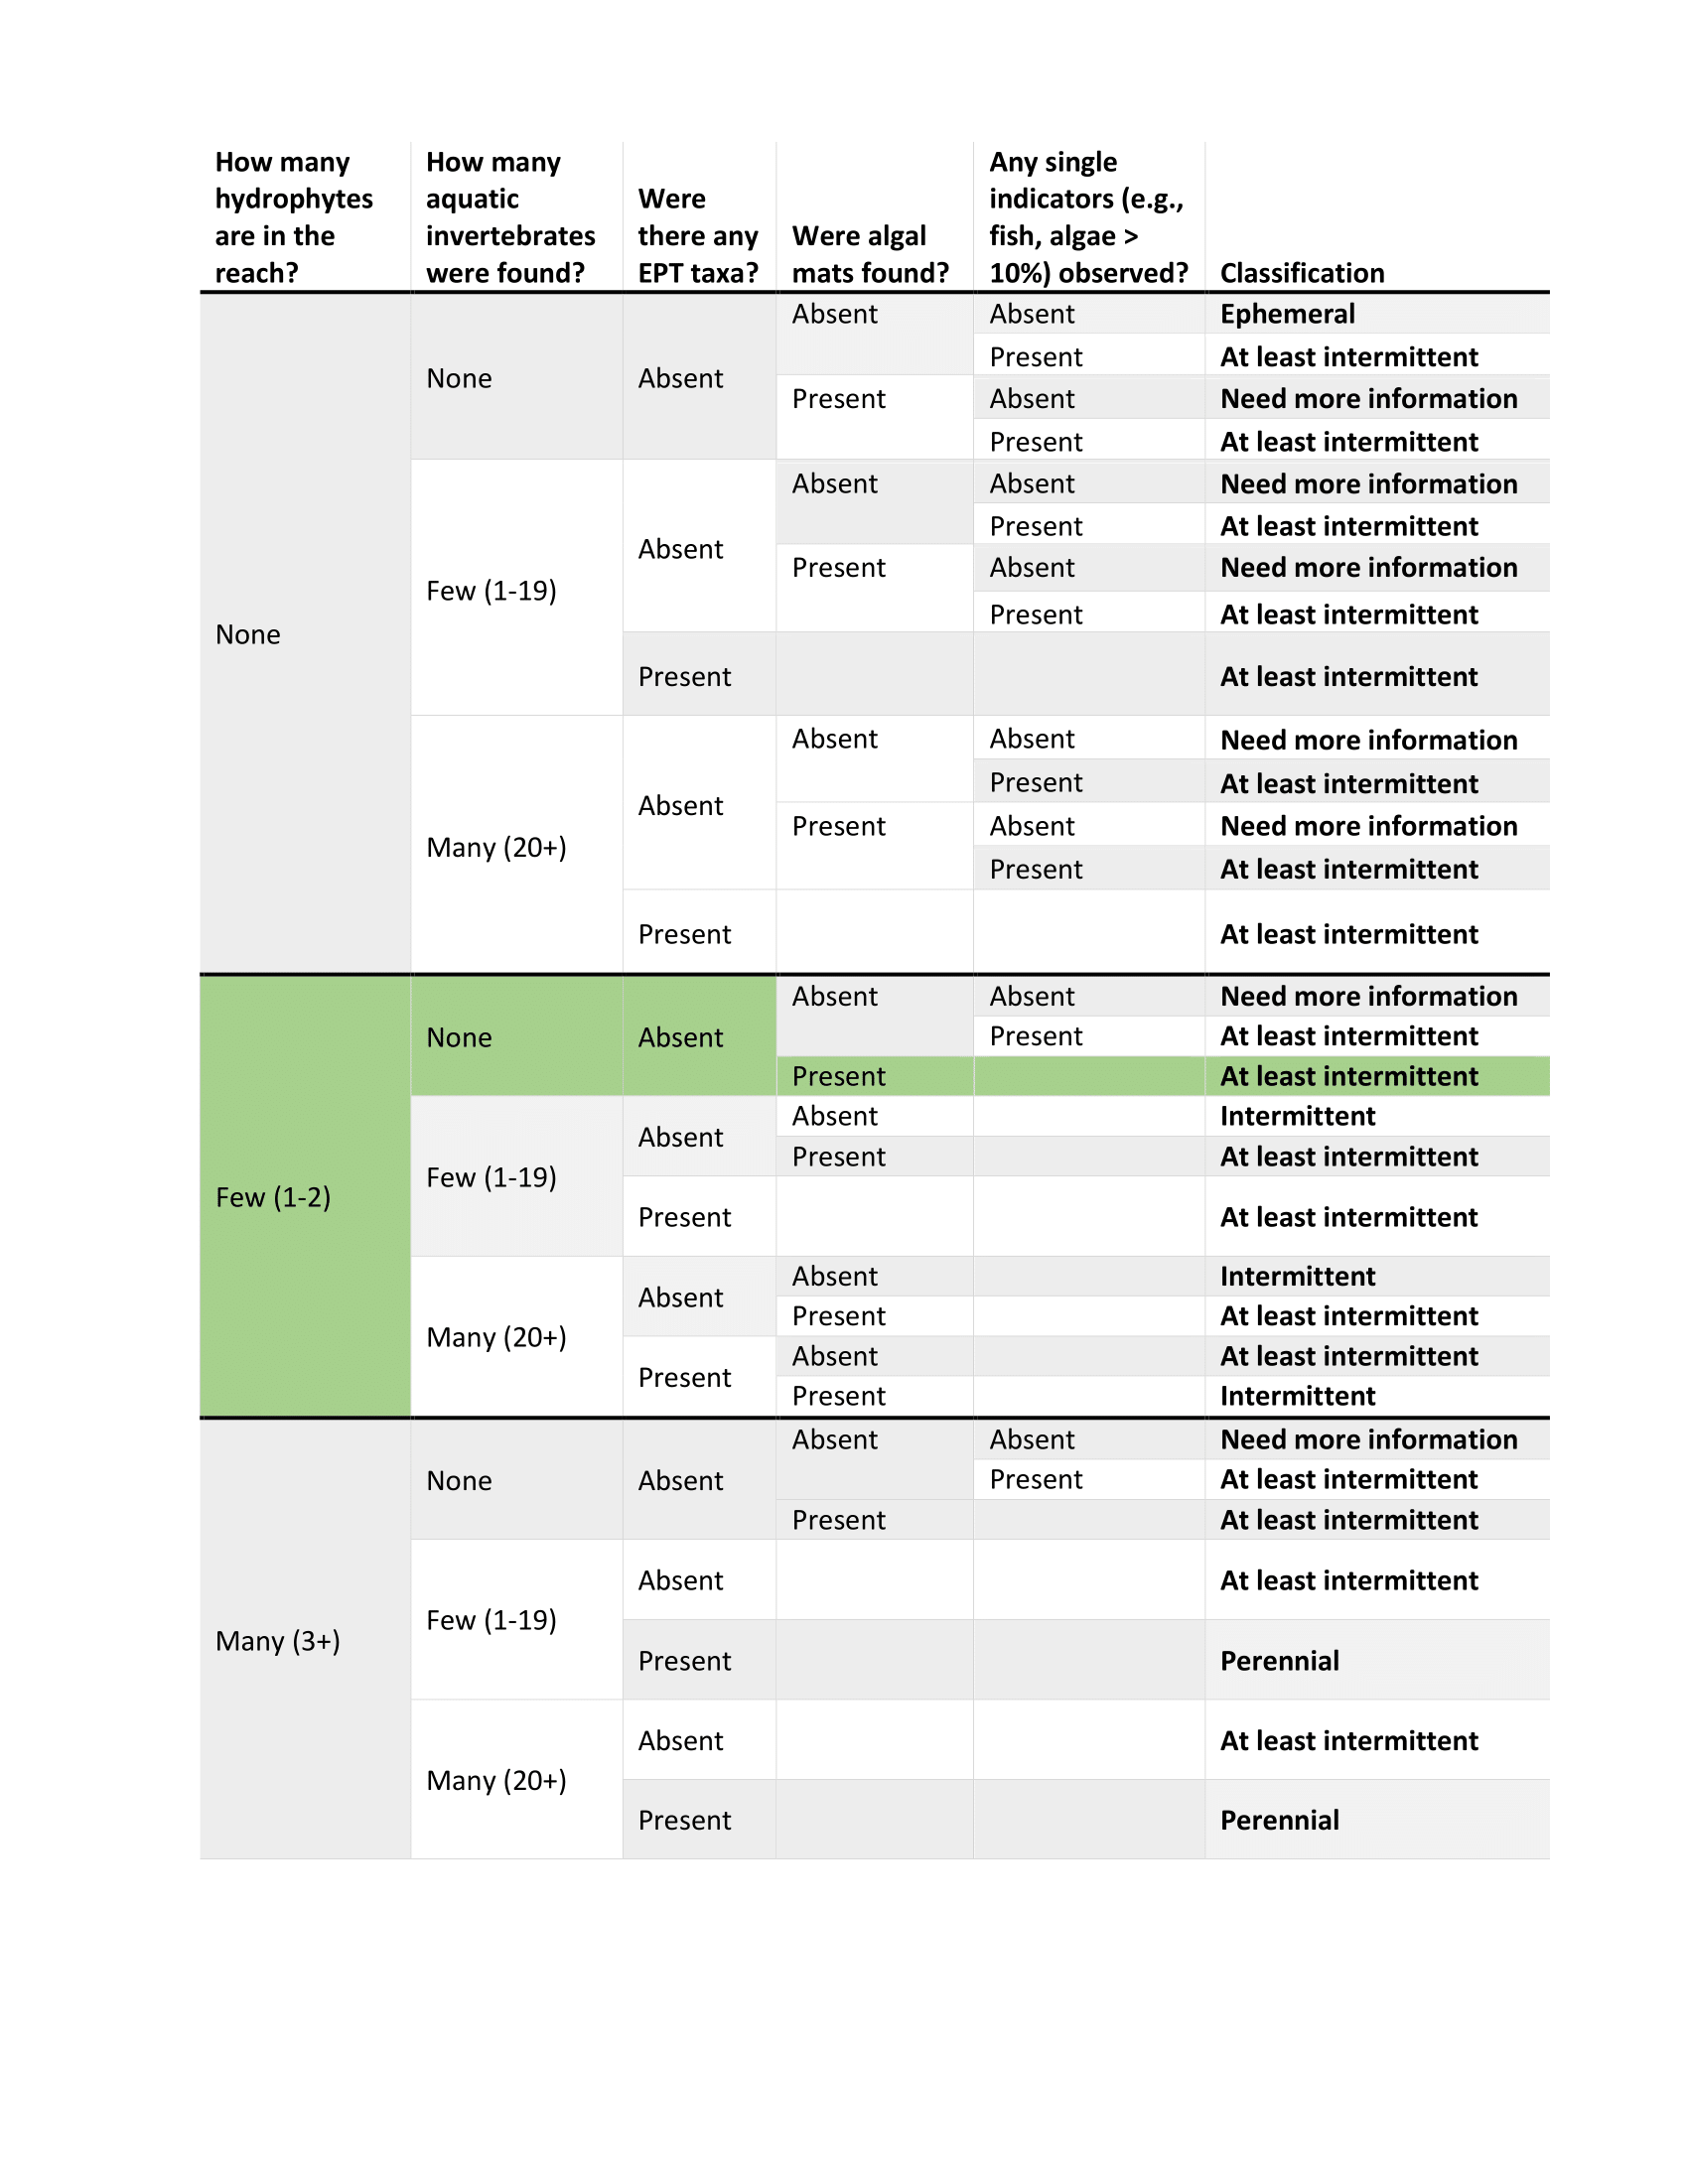 How many
hydrophytes
are in the
reach?
How many
aquatic
invertebrates
were found?
Were
there any
EPT taxa?
Were algal
mats found?
Any single
indicators (e.g.,
fish, algae >
10%) observed?
Classification
None
None
Absent
Absent
Absent
Ephemeral
Present
At least intermittent
Present
Absent
Need more information
Present
At least intermittent
Few (1-19)
Absent
Absent
Absent
Need more information
Present
At least intermittent
Present
Absent
Need more information
Present
At least intermittent
Present
At least intermittent
Many (20+)
Absent
Absent
Absent
Need more information
Present
At least intermittent
Present
Absent
Need more information
Present
At least intermittent
Present
At least intermittent
Few (1-2)
None
Absent
Absent
Absent
Need more information
Present
At least intermittent
Present
At least intermittent
Few (1-19)
Absent
Absent
Intermittent
Present
At least intermittent
Present
At least intermittent
Many (20+)
Absent
Absent
Intermittent
Present
At least intermittent
Present
Absent
At least intermittent
Present
Intermittent
Many (3+)
None
Absent
Absent
Absent
Need more information
Present
At least intermittent
Present
At least intermittent
Few (1-19)
Absent
At least intermittent
Present
Perennial
Many (20+)
Absent
At least intermittent
Present
Perennial